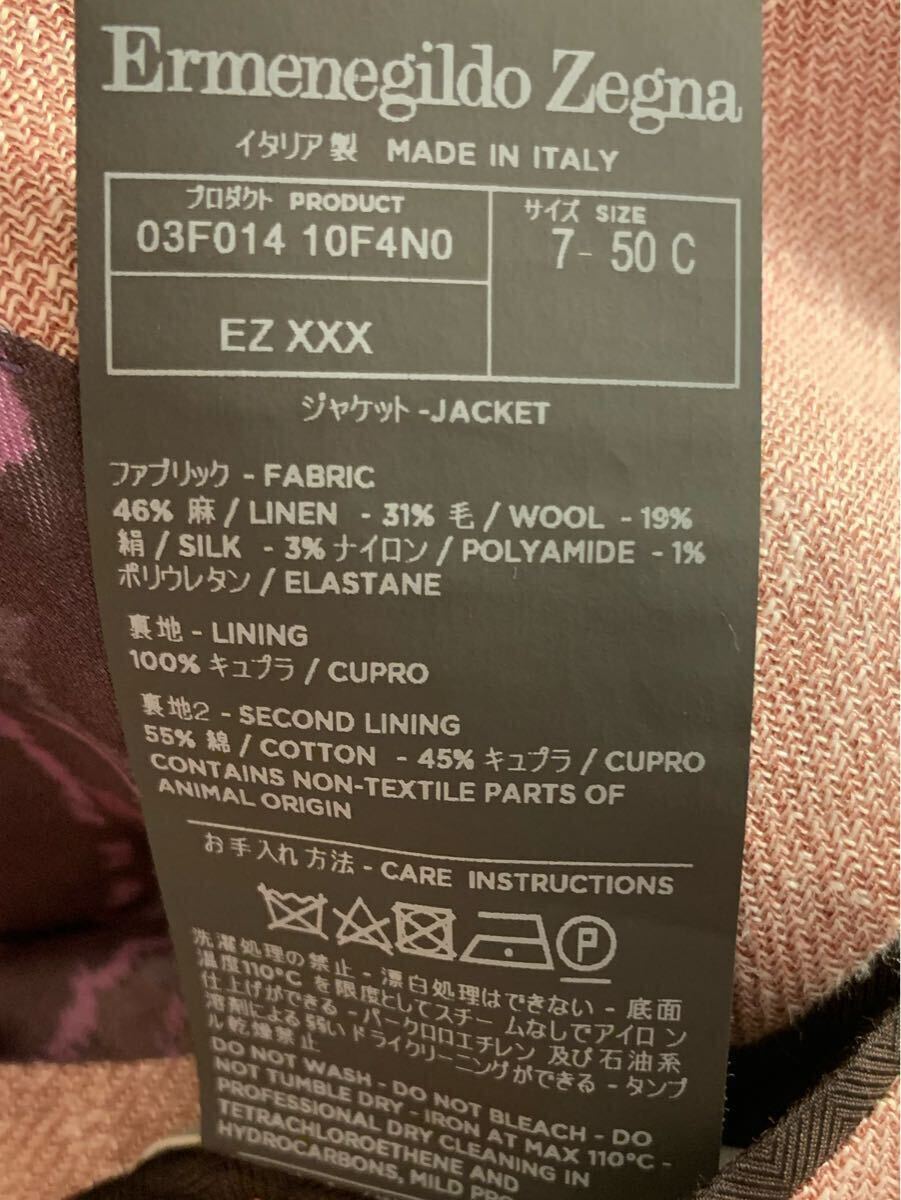 Ermenegildo Zegna
イタリア製 MADE IN ITALY
プロダクト PRODUCT
03F014 10F4N0
EZ XXX
サイズ SIZE
7- 50 C
ジャケット -JACKET
ファブリック - FABRIC
46% 麻 / LINEN - 31% 毛 / WOOL - 19%
絹 / SILK - 3% ナイロン / POLYAMIDE - 1%
ポリウレタン / ELASTANE
裏地 - LINING
100% キュプラ / CUPRO
裏地2 - SECOND LINING
55% 綿 / COTTON - 45% キュプラ / CUPRO
CONTAINS NON-TEXTILE PARTS OF
ANIMAL ORIGIN
お手入れ方法 - CARE INSTRUCTIONS
P
洗濯処理の禁止 - 漂白処理はできない - 底面
温度110°C を限度としてスチームなしでアイロン
仕上げができる - パークロロエチレン 及び石油系
溶剤による弱いドライクリーニングができる - タンブ
ル乾燥禁止
DO NOT WASH - DO NOT BLEACH - DO
NOT TUMBLE DRY - IRON AT MAX 110°C -
PROFESSIONAL DRY CLEANING IN
TETRACHLOROETHENE AND
HYDROCARBONS, MILD PRO